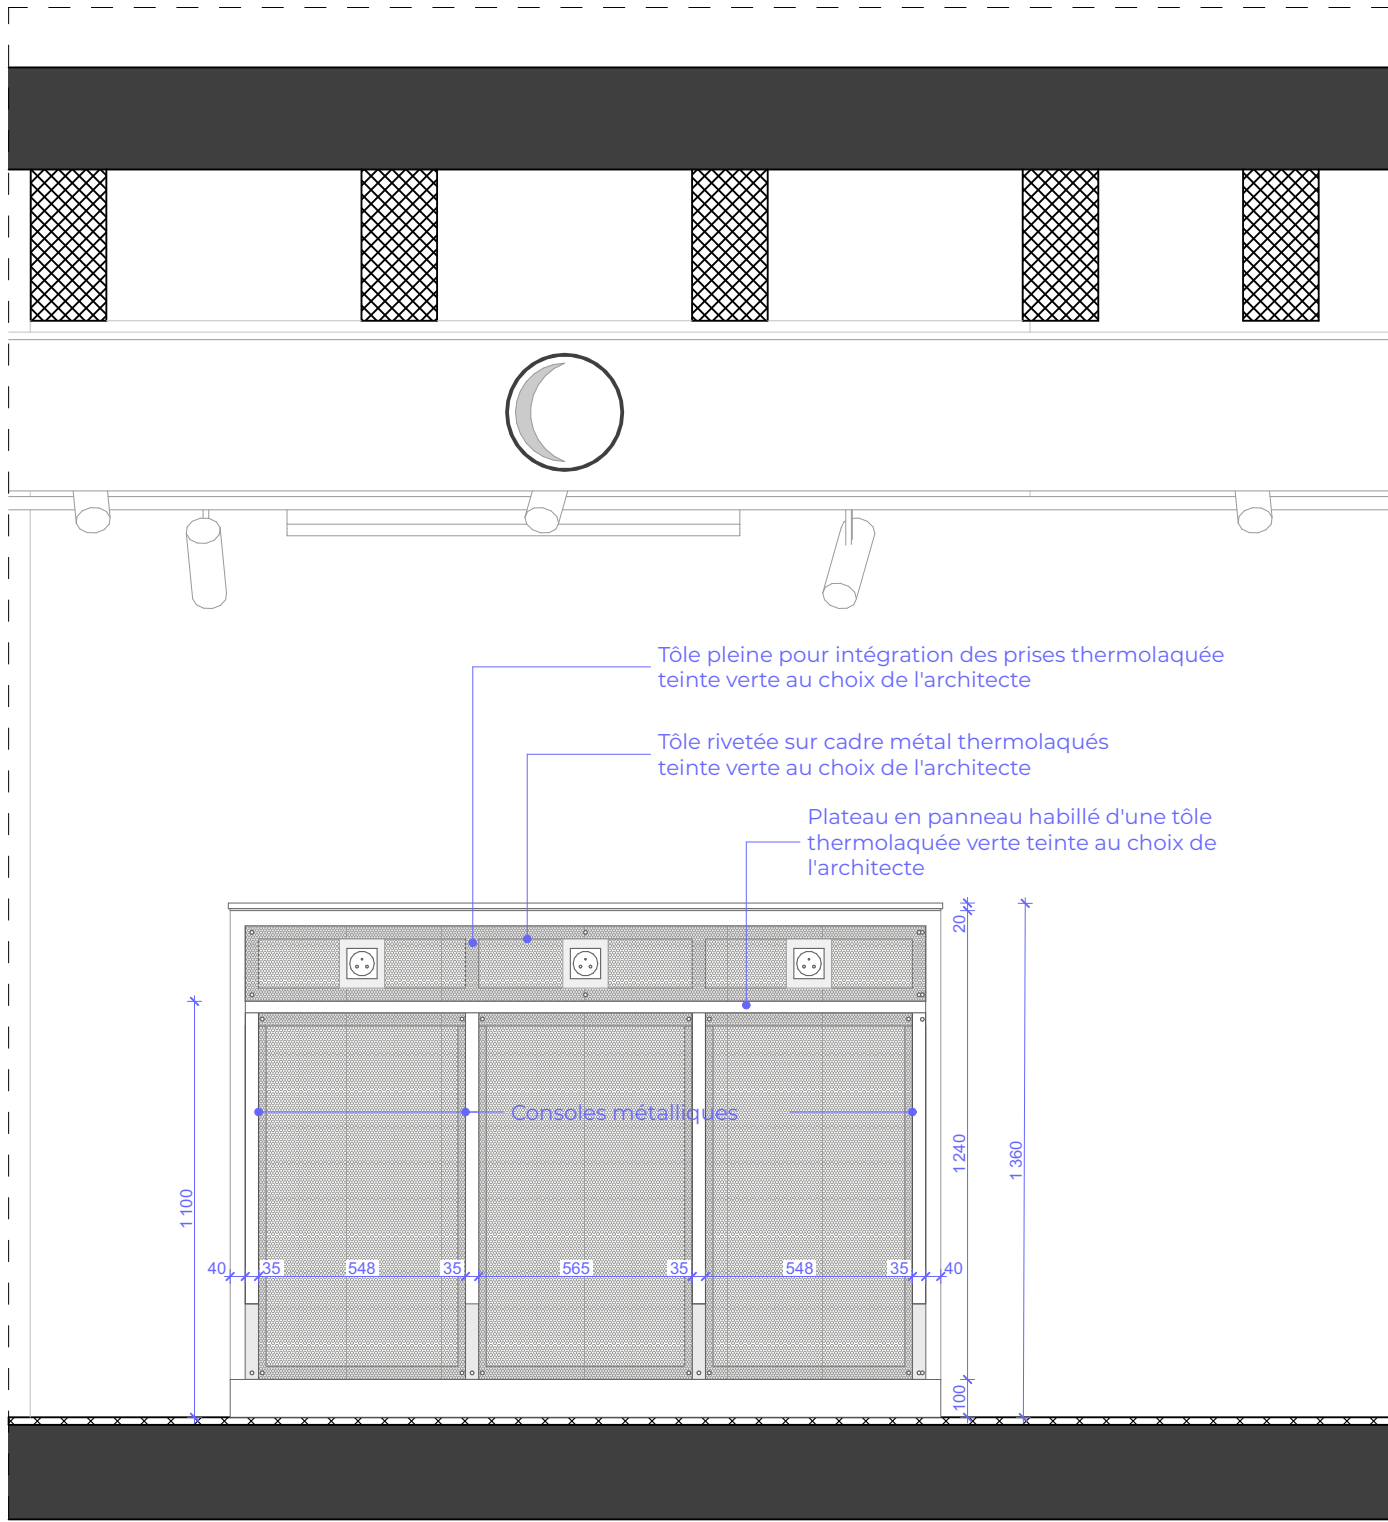 Tôle pleine pour intégration des prises thermolaquée
teinte verte au choix de l'architecte
Tôle rivetée sur cadre métal thermolaqués
teinte verte au choix de l'architecte
Plateau en panneau habillé d'une tôle
thermolaquée verte teinte au choix de
l'architecte
20
Consoles métalliques
1 240
1 360
1 100
40 35 548 35 565 35 548 35 40
100